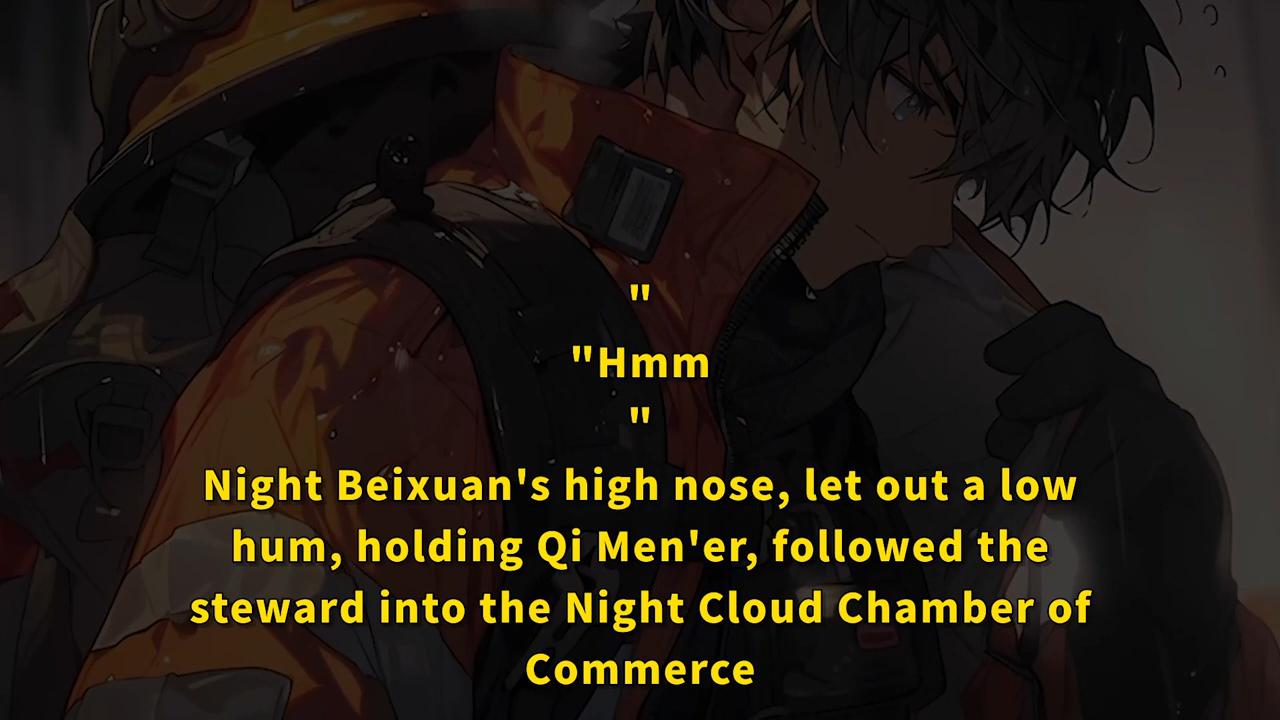 "
"Hmm
"
Night Beixuan's high nose, let out a low
hum, holding Qi Men'er, followed the
steward into the Night Cloud Chamber of
Commerce